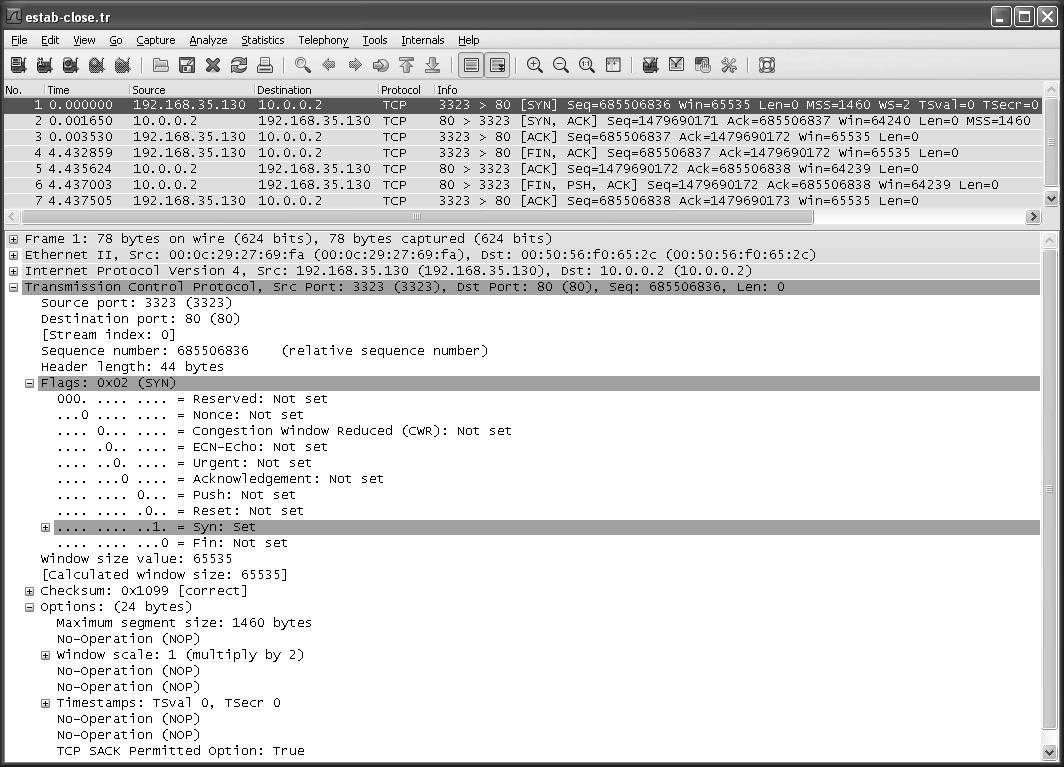 estab-close.tr
File Edit View Go Capture Analyze Statistics Telephony Tools Internals Help
No. Time Source Destination Protocol Info
1 0.000000 192.168.35.130 10.0.0.2 TCP 3323 > 80 [SYN] Seq=685506836 Win=65535 Len=0 MSS=1460 WS=2 TSval=0 TSecr=0
2 0.001650 10.0.0.2 192.168.35.130 TCP 80 > 3323 [SYN, ACK] Seq=1479690171 Ack=685506837 Win=64240 Len=0 MSS=1460
3 0.003530 192.168.35.130 10.0.0.2 TCP 3323 > 80 [ACK] Seq=685506837 Ack=1479690172 Win=65535 Len=0
4 4.432859 192.168.35.130 10.0.0.2 TCP 3323 > 80 [FIN, ACK] Seq=685506837 Ack=1479690172 Win=65535 Len=0
5 4.435624 10.0.0.2 192.168.35.130 TCP 80 > 3323 [ACK] Seq=1479690172 Ack=685506838 Win=64239 Len=0
6 4.437003 10.0.0.2 192.168.35.130 TCP 80 > 3323 [FIN, PSH, ACK] Seq=1479690172 Ack=685506838 Win=64239 Len=0
7 4.437505 192.168.35.130 10.0.0.2 TCP 3323 > 80 [ACK] Seq=685506838 Ack=1479690173 Win=65535 Len=0
Frame 1: 78 bytes on wire (624 bits), 78 bytes captured (624 bits)
Ethernet II, Src: 00:0c:29:27:69:fa (00:0c:29:27:69:fa), Dst: 00:50:56:f0:65:2c (00:50:56:f0:65:2c)
Internet Protocol Version 4, Src: 192.168.35.130 (192.168.35.130), Dst: 10.0.0.2 (10.0.0.2)
Transmission Control Protocol, Src Port: 3323 (3323), Dst Port: 80 (80), Seq: 685506836, Len: 0
Source port: 3323 (3323)
Destination port: 80 (80)
[Stream index: 0]
Sequence number: 685506836 (relative sequence number)
Header length: 44 bytes
Flags: 0x02 (SYN)
000. .... .... = Reserved: Not set
...0 .... .... = Nonce: Not set
.... 0... .... = Congestion Window Reduced (CWR): Not set
.... .0.. .... = ECN-Echo: Not set
.... ..0. .... = Urgent: Not set
.... ...0 .... = Acknowledgement: Not set
.... .... 0... = Push: Not set
.... .... .0.. = Reset: Not set
.... .... ..1. = Syn: Set
.... .... ...0 = Fin: Not set
Window size value: 65535
[Calculated window size: 65535]
Checksum: 0x1099 [correct]
Options: (24 bytes)
Maximum segment size: 1460 bytes
No-Operation (NOP)
Window scale: 1 (multiply by 2)
No-Operation (NOP)
No-Operation (NOP)
Timestamps: TSval 0, TSecr 0
No-Operation (NOP)
No-Operation (NOP)
TCP SACK Permitted Option: True